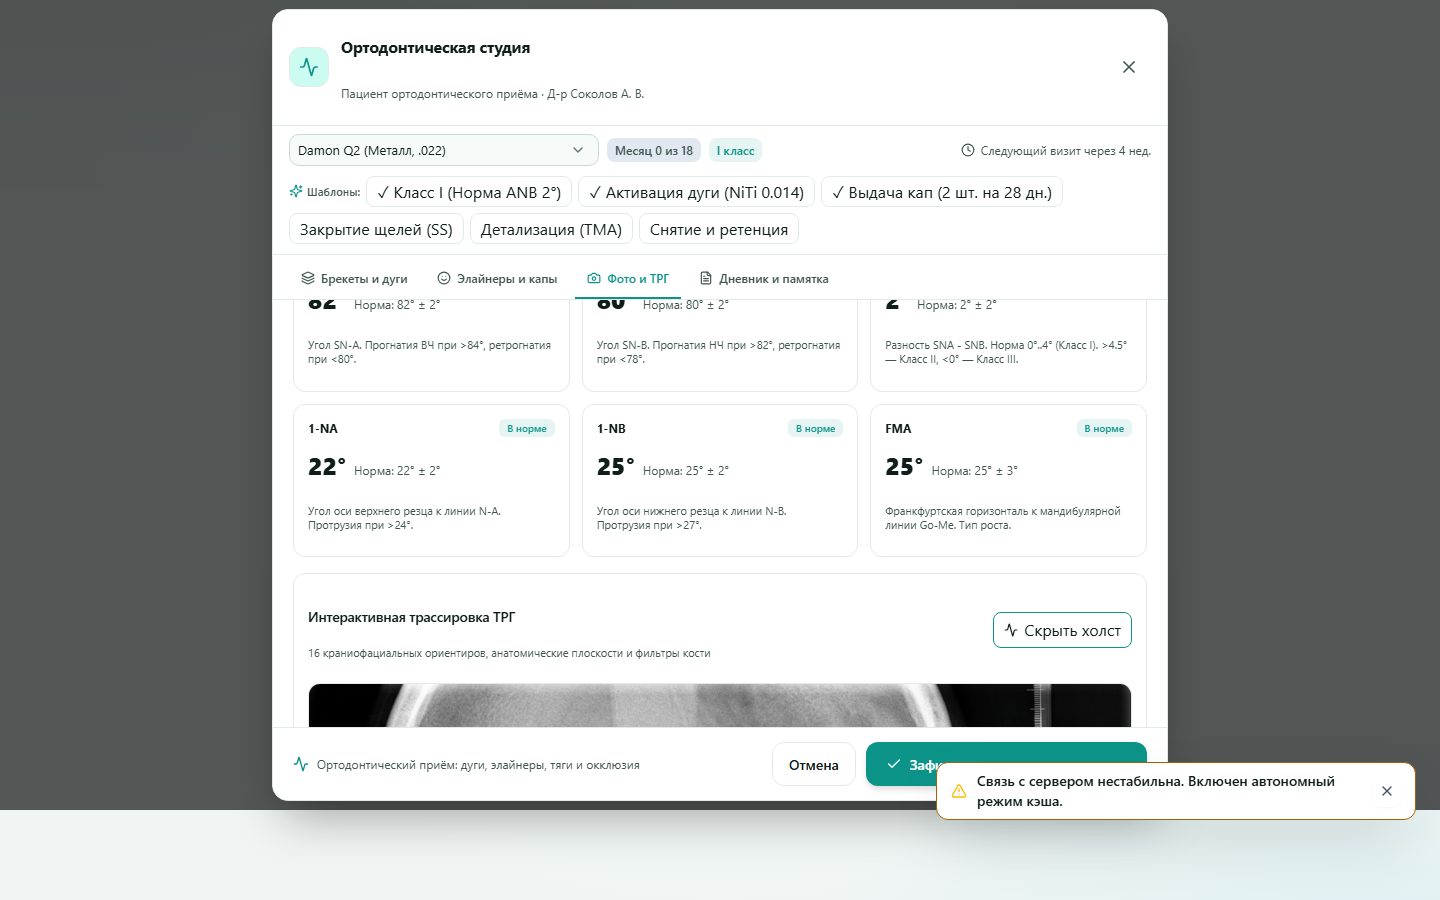 Ортодонтическая студия
Пациент ортодонтического приёма · Д-р Соколов А. В.
Damon Q2 (Металл, .022)
Месяц 0 из 18
I класс
Следующий визит через 4 нед.
Шаблоны:
✓ Класс I (Норма ANB 2°)
✓ Активация дуги (NiTi 0.014)
✓ Выдача кап (2 шт. на 28 дн.)
Закрытие щелей (SS)
Детализация (TMA)
Снятие и ретенция
Брекеты и дуги
Элайнеры и капы
Фото и ТРГ
Дневник и памятка
82° Норма: 82° ± 2°
Угол SN-A. Прогнатия ВЧ при >84°, ретрогнатия
при <80°.
80° Норма: 80° ± 2°
Угол SN-B. Прогнатия НЧ при >82°, ретрогнатия
при <78°.
2° Норма: 2° ± 2°
Разность SNA - SNB. Норма 0°..4° (Класс I). >4.5°
— Класс II, <0° — Класс III.
1-NA
В норме
22° Норма: 22° ± 2°
Угол оси верхнего резца к линии N-A.
Протрузия при >24°.
1-NB
В норме
25° Норма: 25° ± 2°
Угол оси нижнего резца к линии N-B.
Протрузия при >27°.
FMA
В норме
25° Норма: 25° ± 3°
Франкфуртская горизонталь к мандибулярной
линии Go-Me. Тип роста.
Интерактивная трассировка ТРГ
16 краниофациальных ориентиров, анатомические плоскости и фильтры кости
Скрыть холст
Ортодонтический приём: дуги, элайнеры, тяги и окклюзия
Отмена
Связь с сервером нестабильна. Включен автономный
режим кэша.